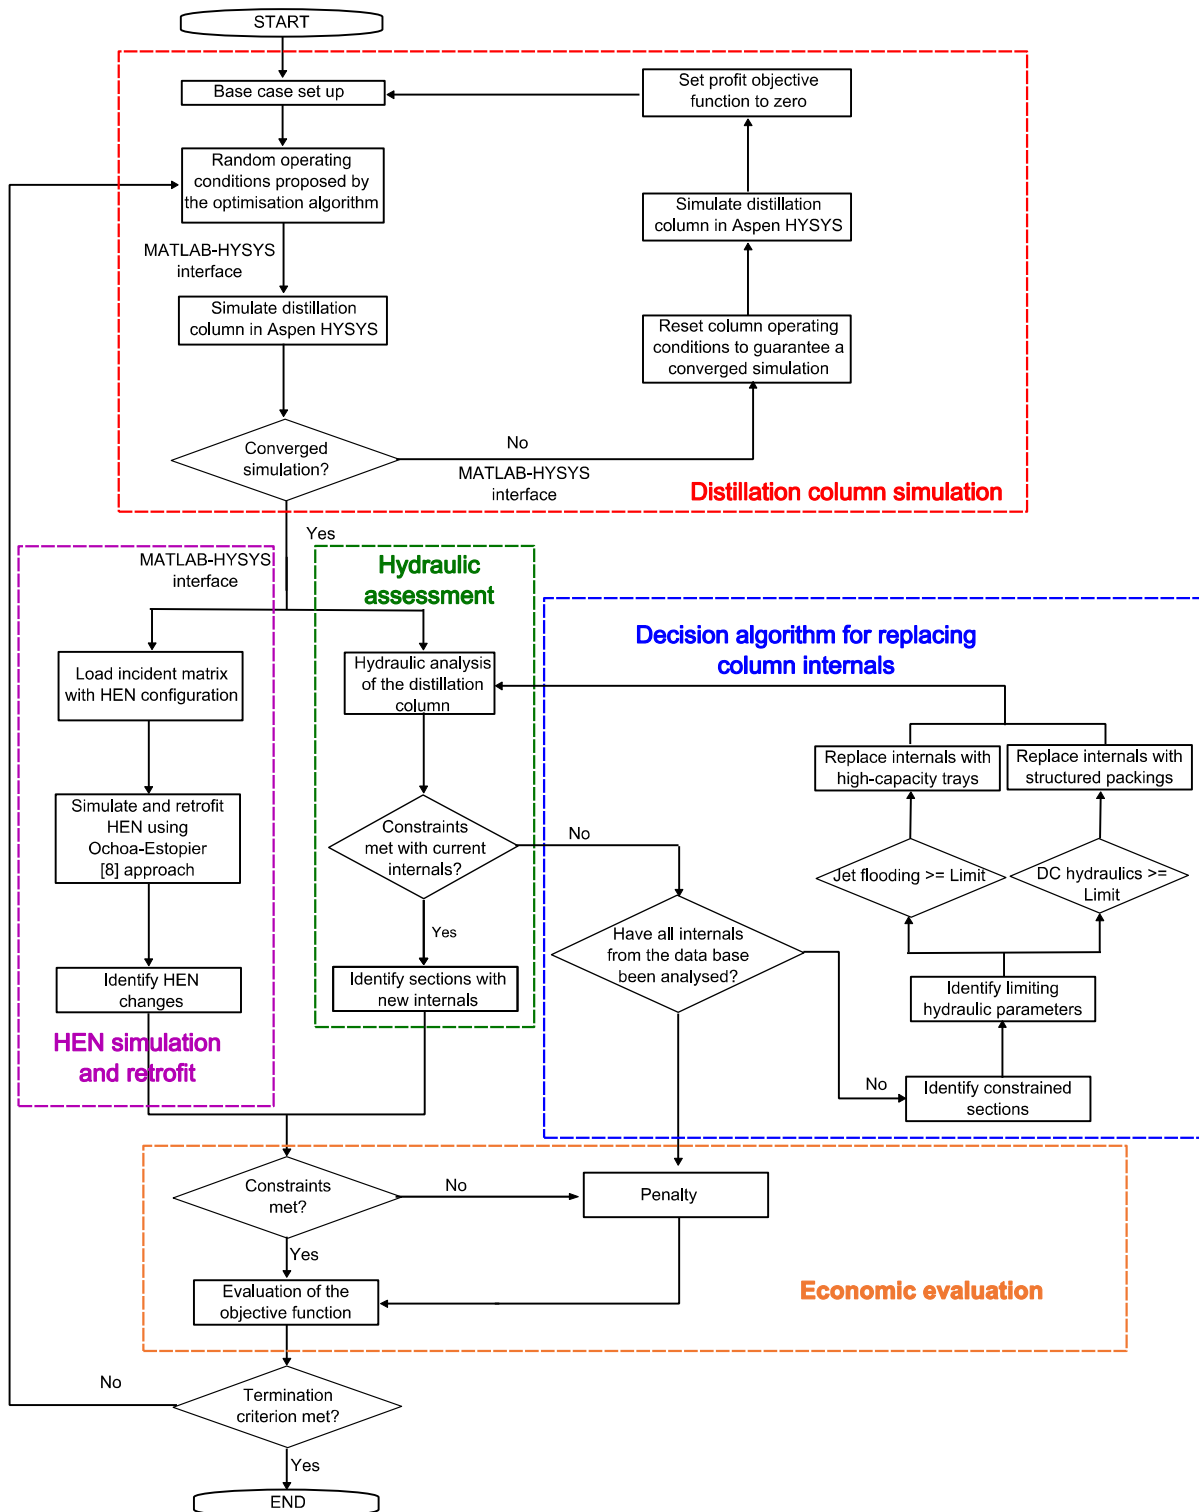 START
Base case set up
Set profit objective
function to zero
Random operating
conditions proposed by
the optimisation algorithm
Simulate distillation
column in Aspen HYSYS
MATLAB-HYSYS
interface
Simulate distillation
column in Aspen HYSYS
Reset column operating
conditions to guarantee a
converged simulation
Converged
simulation?
No
MATLAB-HYSYS
interface
Distillation column simulation
Yes
MATLAB-HYSYS
interface
Hydraulic
assessment
Decision algorithm for replacing
column internals
Load incident matrix
with HEN configuration
Hydraulic analysis
of the distillation
column
Replace internals with
high-capacity trays
Replace internals with
structured packings
Simulate and retrofit
HEN using
Ochoa-Estopier
[8] approach
Constraints
met with current
internals?
No
Jet flooding >= Limit
DC hydraulics >=
Limit
Yes
Have all internals
from the data base
been analysed?
Identify HEN
changes
Identify sections with
new internals
Identify limiting
hydraulic parameters
HEN simulation
and retrofit
No
Identify constrained
sections
Constraints
met?
No
Penalty
Yes
Evaluation of the
objective function
Economic evaluation
No
Termination
criterion met?
Yes
END